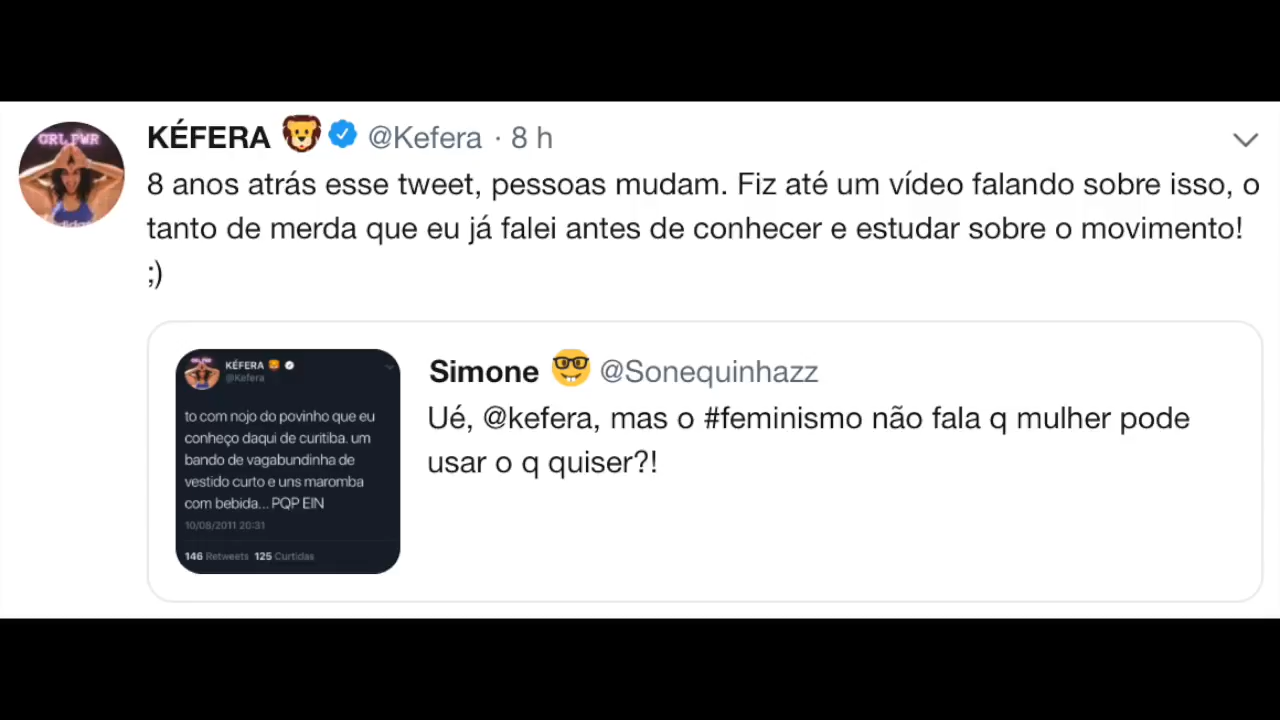 KÉFERA 🦁 @Kefera · 8 h
8 anos atrás esse tweet, pessoas mudam. Fiz até um vídeo falando sobre isso, o
tanto de merda que eu já falei antes de conhecer e estudar sobre o movimento!
;)
KÉFERA 🦁
@Kefera
to com nojo do povinho que eu
conheço daqui de curitiba. um
bando de vagabundinha de
vestido curto e uns maromba
com bebida... PQP EIN
10/08/2011 20:31
146 Retweets 125 Curtidas
Simone 🤓 @Sonequinhazz
Ué, @kefera, mas o #feminismo não fala q mulher pode
usar o q quiser?!